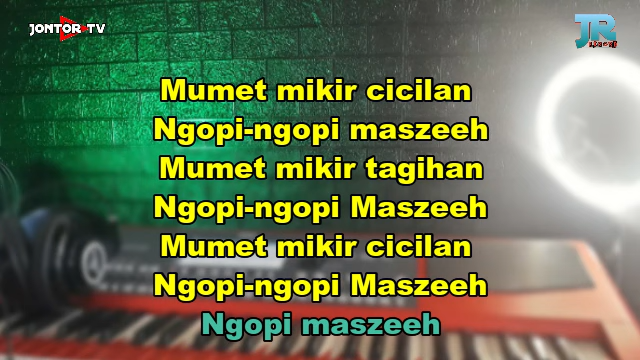 JONTOR TV
JR
Mumet mikir cicilan
Ngopi-ngopi maszeeh
Mumet mikir tagihan
Ngopi-ngopi Maszeeh
Mumet mikir cicilan
Ngopi-ngopi Maszeeh
Ngopi maszeeh